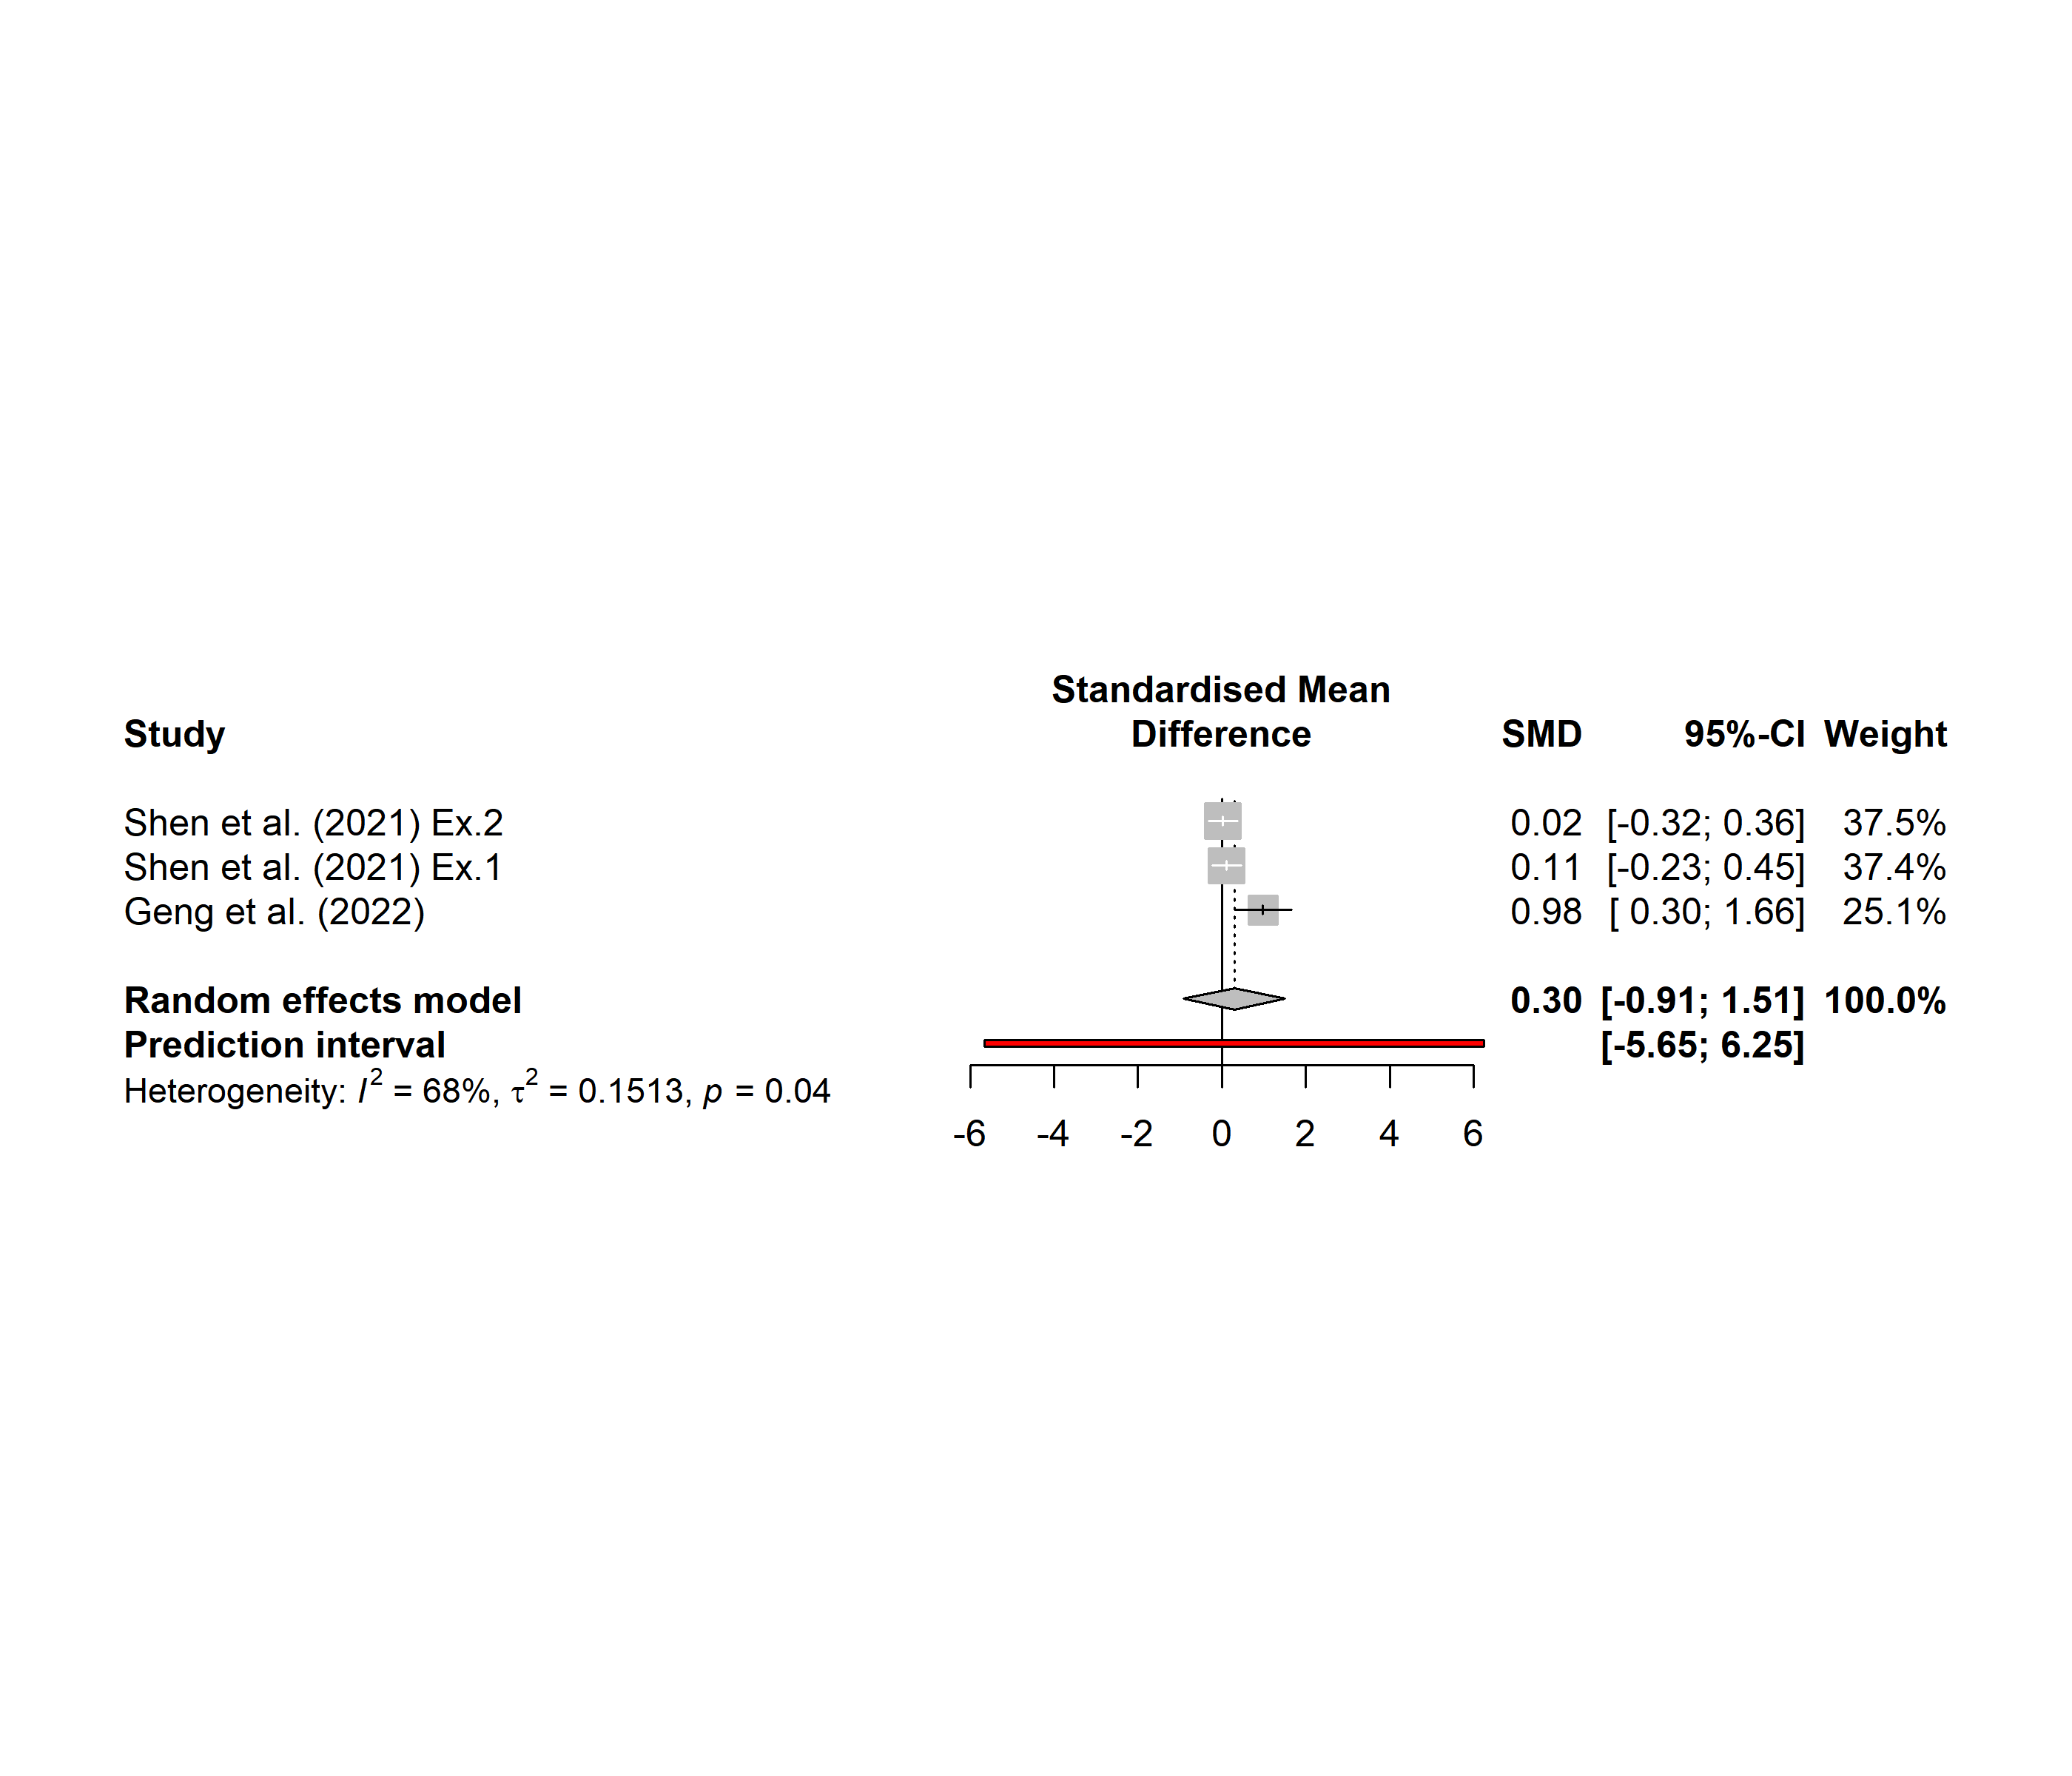 Standardised Mean
Study Difference SMD 95%-CI Weight
Shen et al. (2021) Ex.2 0.02 [-0.32; 0.36] 37.5%
Shen et al. (2021) Ex.1 0.11 [-0.23; 0.45] 37.4%
Geng et al. (2022) 0.98 [ 0.30; 1.66] 25.1%
Random effects model 0.30 [-0.91; 1.51] 100.0%
Prediction interval [-5.65; 6.25]
Heterogeneity: I² = 68%, τ² = 0.1513, p = 0.04
-6 -4 -2 0 2 4 6